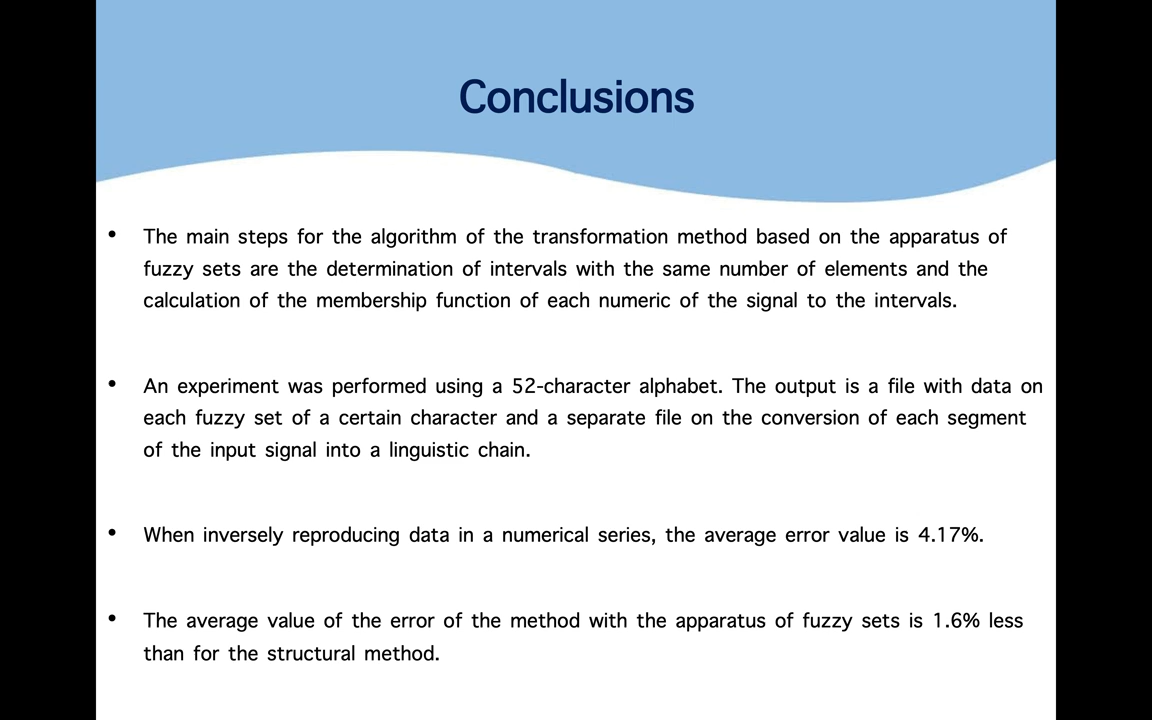 Conclusions
• The main steps for the algorithm of the transformation method based on the apparatus of
fuzzy sets are the determination of intervals with the same number of elements and the
calculation of the membership function of each numeric of the signal to the intervals.
• An experiment was performed using a 52-character alphabet. The output is a file with data on
each fuzzy set of a certain character and a separate file on the conversion of each segment
of the input signal into a linguistic chain.
• When inversely reproducing data in a numerical series, the average error value is 4.17%.
• The average value of the error of the method with the apparatus of fuzzy sets is 1.6% less
than for the structural method.